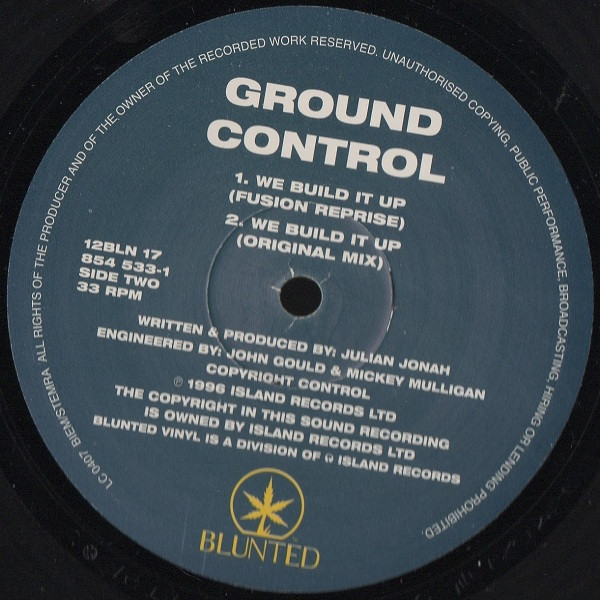 GROUND
CONTROL
1. WE BUILD IT UP
(FUSION REPRISE)
2. WE BUILD IT UP
(ORIGINAL MIX)
12BLN 17
854 533-1
SIDE TWO
33 RPM
WRITTEN & PRODUCED BY: JULIAN JONAH
ENGINEERED BY: JOHN GOULD & MICKEY MULLIGAN
COPYRIGHT CONTROL
℗ 1996 ISLAND RECORDS LTD
THE COPYRIGHT IN THIS SOUND RECORDING
IS OWNED BY ISLAND RECORDS LTD
BLUNTED VINYL IS A DIVISION OF ISLAND RECORDS
BLUNTED
LC 0407 BIEM/STEMRA. ALL RIGHTS OF THE PRODUCER AND OF THE OWNER OF THE RECORDED WORK RESERVED. UNAUTHORISED COPYING, PUBLIC PERFORMANCE, BROADCASTING, HIRING OR LENDING PROHIBITED.